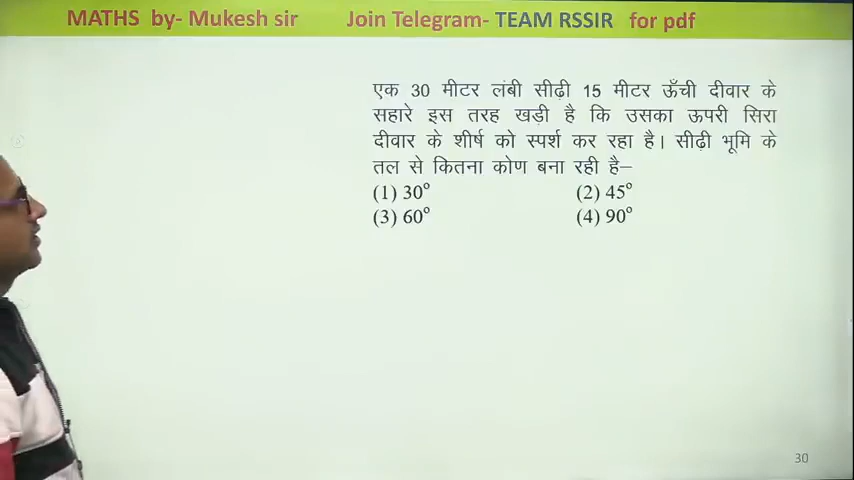 MATHS by- Mukesh sir Join Telegram- TEAM RSSIR for pdf
एक 30 मीटर लंबी सीढ़ी 15 मीटर ऊँची दीवार के
सहारे इस तरह खड़ी है कि उसका ऊपरी सिरा
दीवार के शीर्ष को स्पर्श कर रहा है। सीढ़ी भूमि के
तल से कितना कोण बना रही है–
(1) 30° (2) 45°
(3) 60° (4) 90°
30